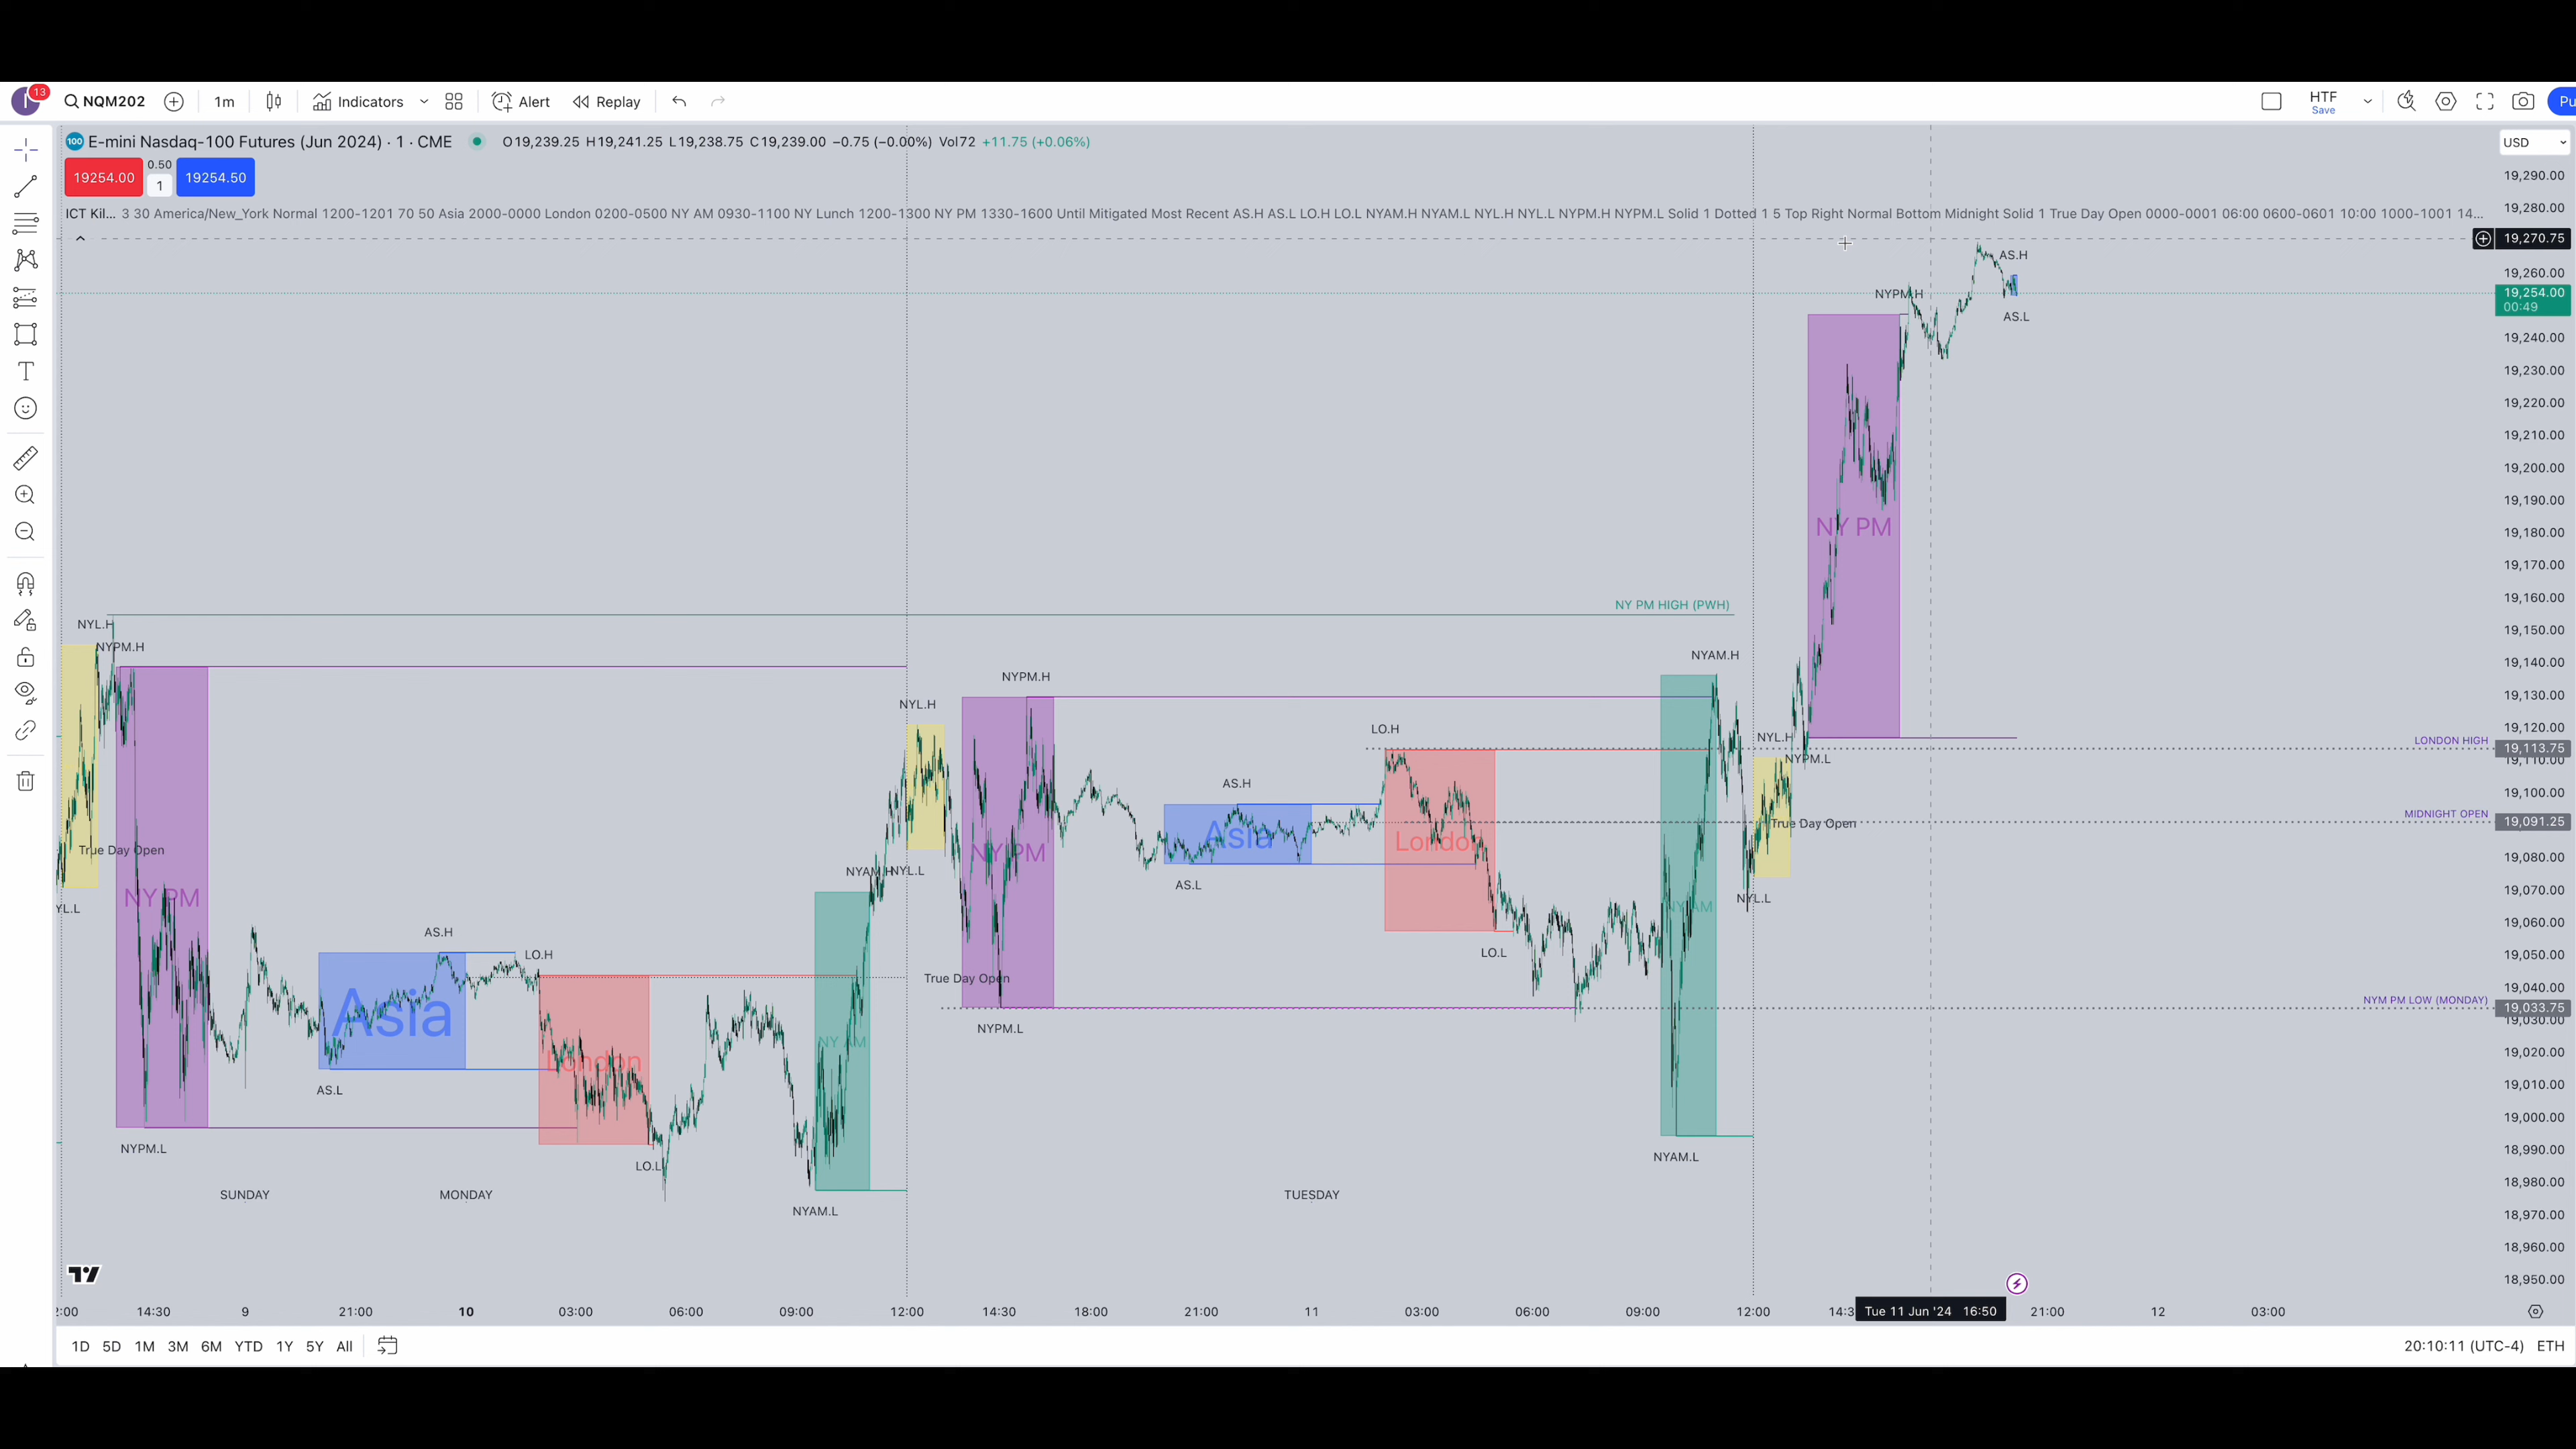 13
NQM202
1m
Indicators
Alert
Replay
HTF
Save
Pu
100 E-mini Nasdaq-100 Futures (Jun 2024) · 1 · CME
O19,239.25 H19,241.25 L19,238.75 C19,239.00 −0.75 (−0.00%) Vol72 +11.75 (+0.06%)
USD
19254.00
0.50
1
19254.50
ICT Kil... 3 30 America/New_York Normal 1200-1201 70 50 Asia 2000-0000 London 0200-0500 NY AM 0930-1100 NY Lunch 1200-1300 NY PM 1330-1600 Until Mitigated Most Recent AS.H AS.L LO.H LO.L NYAM.H NYAM.L NYL.H NYL.L NYPM.H NYPM.L Solid 1 Dotted 1 5 Top Right Normal Bottom Midnight Solid 1 True Day Open 0000-0001 06:00 0600-0601 10:00 1000-1001 14...
19,290.00
19,280.00
19,270.75
19,260.00
19,254.00
00:49
19,240.00
19,230.00
19,220.00
19,210.00
19,200.00
19,190.00
19,180.00
19,170.00
19,160.00
19,150.00
19,140.00
19,130.00
19,120.00
19,113.75
19,110.00
19,100.00
19,091.25
19,080.00
19,070.00
19,060.00
19,050.00
19,040.00
19,033.75
19,030.00
19,020.00
19,010.00
19,000.00
18,990.00
18,980.00
18,970.00
18,960.00
18,950.00
AS.H
NYPM.H
AS.L
NY PM
NY PM HIGH (PWH)
NYL.H
NYPM.H
NYAM.H
NYPM.H
NYL.H
LO.H
NYL.H
LONDON HIGH
NYPM.L
AS.H
MIDNIGHT OPEN
True Day Open
Asia
London
True Day Open
NY PM
NYAM.H
NYL.L
AS.L
NY PM
YL.L
NYL.L
NY AM
AS.H
LO.H
LO.L
True Day Open
NYM PM LOW (MONDAY)
Asia
NYPM.L
NY AM
London
AS.L
NYPM.L
NYAM.L
LO.L
SUNDAY
MONDAY
TUESDAY
NYAM.L
2:00
14:30
9
21:00
10
03:00
06:00
09:00
12:00
14:30
18:00
21:00
11
03:00
06:00
09:00
12:00
14:3
Tue 11 Jun '24 16:50
21:00
12
03:00
1D 5D 1M 3M 6M YTD 1Y 5Y All
20:10:11 (UTC-4) ETH